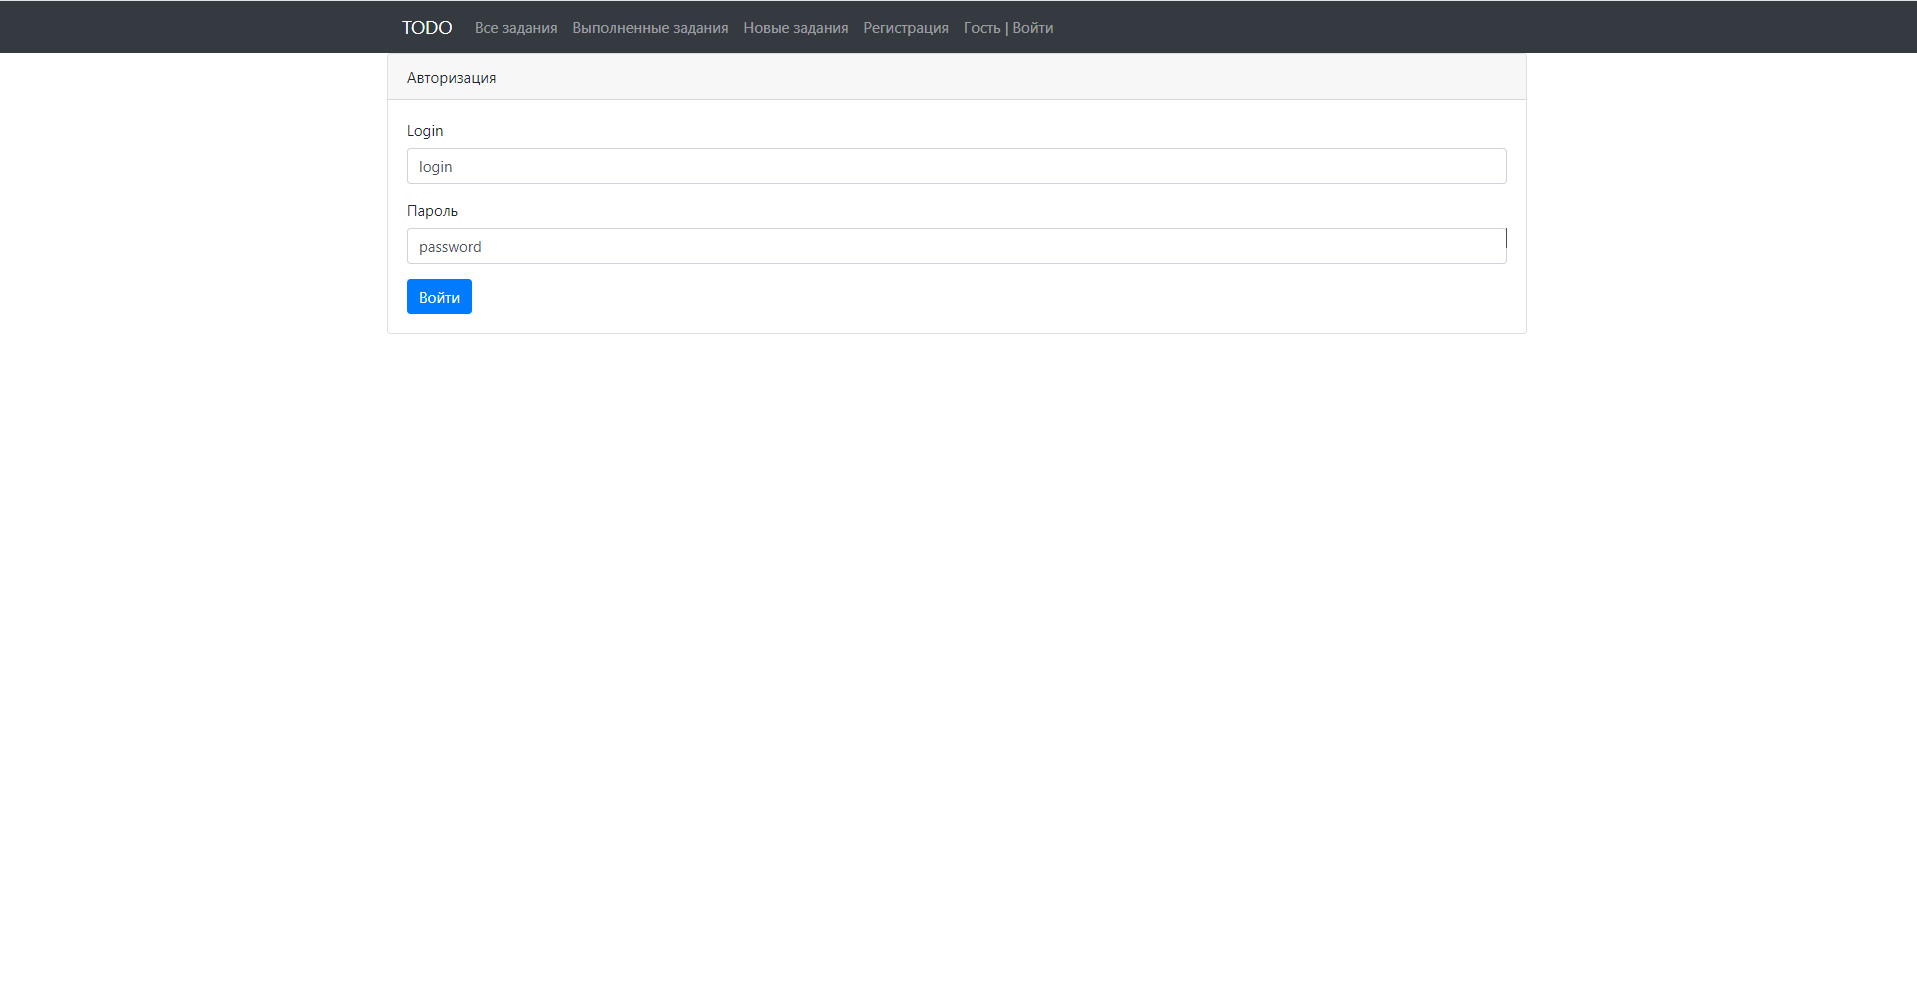 TODO Все задания Выполненные задания Новые задания Регистрация Гость | Войти
Авторизация
Login
login
Пароль
password
Войти